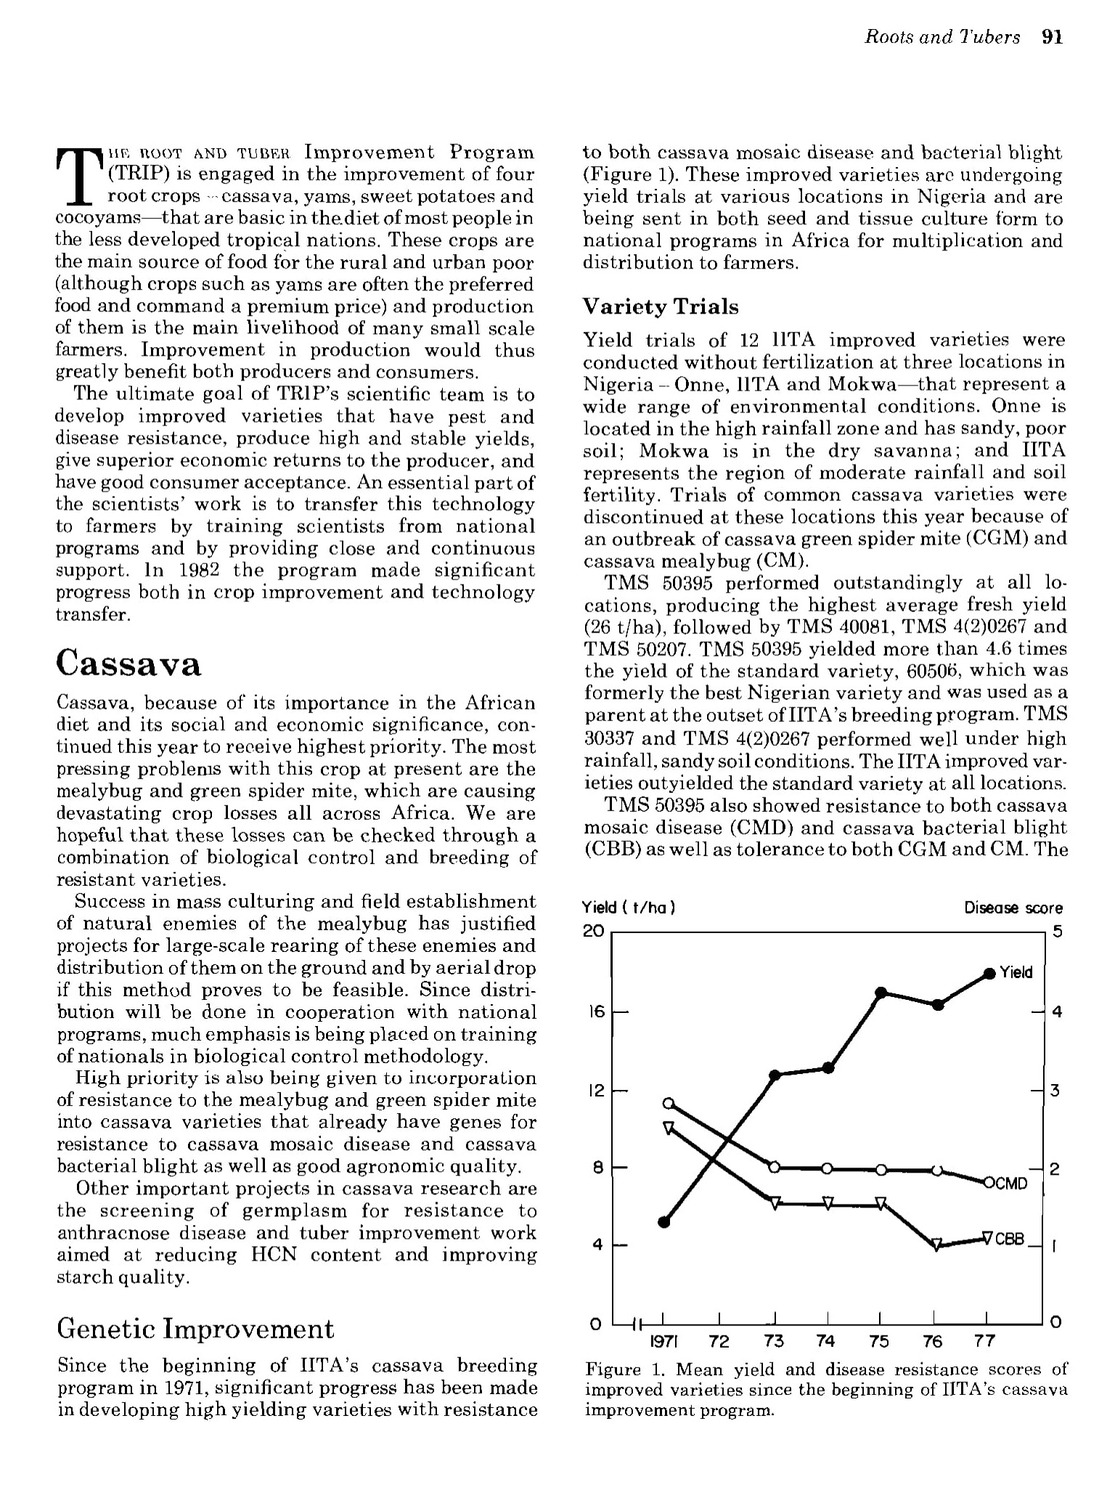 Roots and Tubers 91
THE ROOT AND TUBER Improvement Program
(TRIP) is engaged in the improvement of four
root crops -- cassava, yams, sweet potatoes and
cocoyams—that are basic in the diet of most people in
the less developed tropical nations. These crops are
the main source of food for the rural and urban poor
(although crops such as yams are often the preferred
food and command a premium price) and production
of them is the main livelihood of many small scale
farmers. Improvement in production would thus
greatly benefit both producers and consumers.
The ultimate goal of TRIP's scientific team is to
develop improved varieties that have pest and
disease resistance, produce high and stable yields,
give superior economic returns to the producer, and
have good consumer acceptance. An essential part of
the scientists' work is to transfer this technology
to farmers by training scientists from national
programs and by providing close and continuous
support. In 1982 the program made significant
progress both in crop improvement and technology
transfer.
Cassava
Cassava, because of its importance in the African
diet and its social and economic significance, con-
tinued this year to receive highest priority. The most
pressing problems with this crop at present are the
mealybug and green spider mite, which are causing
devastating crop losses all across Africa. We are
hopeful that these losses can be checked through a
combination of biological control and breeding of
resistant varieties.
Success in mass culturing and field establishment
of natural enemies of the mealybug has justified
projects for large-scale rearing of these enemies and
distribution of them on the ground and by aerial drop
if this method proves to be feasible. Since distri-
bution will be done in cooperation with national
programs, much emphasis is being placed on training
of nationals in biological control methodology.
High priority is also being given to incorporation
of resistance to the mealybug and green spider mite
into cassava varieties that already have genes for
resistance to cassava mosaic disease and cassava
bacterial blight as well as good agronomic quality.
Other important projects in cassava research are
the screening of germplasm for resistance to
anthracnose disease and tuber improvement work
aimed at reducing HCN content and improving
starch quality.
Genetic Improvement
Since the beginning of IITA's cassava breeding
program in 1971, significant progress has been made
in developing high yielding varieties with resistance
to both cassava mosaic disease and bacterial blight
(Figure 1). These improved varieties are undergoing
yield trials at various locations in Nigeria and are
being sent in both seed and tissue culture form to
national programs in Africa for multiplication and
distribution to farmers.
Variety Trials
Yield trials of 12 IITA improved varieties were
conducted without fertilization at three locations in
Nigeria – Onne, IITA and Mokwa—that represent a
wide range of environmental conditions. Onne is
located in the high rainfall zone and has sandy, poor
soil; Mokwa is in the dry savanna; and IITA
represents the region of moderate rainfall and soil
fertility. Trials of common cassava varieties were
discontinued at these locations this year because of
an outbreak of cassava green spider mite (CGM) and
cassava mealybug (CM).
TMS 50395 performed outstandingly at all lo-
cations, producing the highest average fresh yield
(26 t/ha), followed by TMS 40081, TMS 4(2)0267 and
TMS 50207. TMS 50395 yielded more than 4.6 times
the yield of the standard variety, 60506, which was
formerly the best Nigerian variety and was used as a
parent at the outset of IITA's breeding program. TMS
30337 and TMS 4(2)0267 performed well under high
rainfall, sandy soil conditions. The IITA improved var-
ieties outyielded the standard variety at all locations.
TMS 50395 also showed resistance to both cassava
mosaic disease (CMD) and cassava bacterial blight
(CBB) as well as tolerance to both CGM and CM. The
Yield ( t/ha ) Disease score
20 5
Yield
16 4
12 3
8 2
CMD
4 CBB 1
0 0
1971 72 73 74 75 76 77
Figure 1. Mean yield and disease resistance scores of
improved varieties since the beginning of IITA's cassava
improvement program.